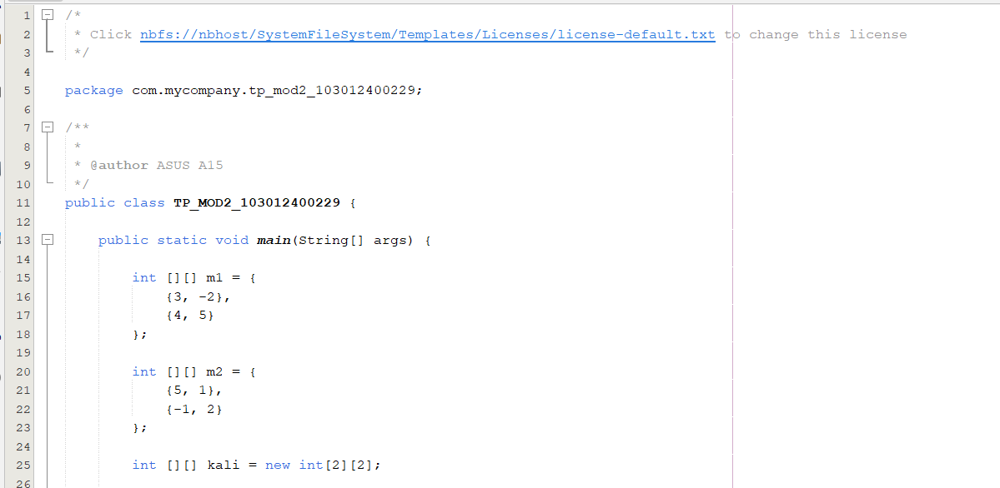 1 /*
2 * Click nbfs://nbhost/SystemFileSystem/Templates/Licenses/license-default.txt to change this license
3 */
4
5 package com.mycompany.tp_mod2_103012400229;
6
7 /**
8 *
9 * @author ASUS A15
10 */
11 public class TP_MOD2_103012400229 {
12
13 public static void main(String[] args) {
14
15 int [][] m1 = {
16 {3, -2},
17 {4, 5}
18 };
19
20 int [][] m2 = {
21 {5, 1},
22 {-1, 2}
23 };
24
25 int [][] kali = new int[2][2];
26